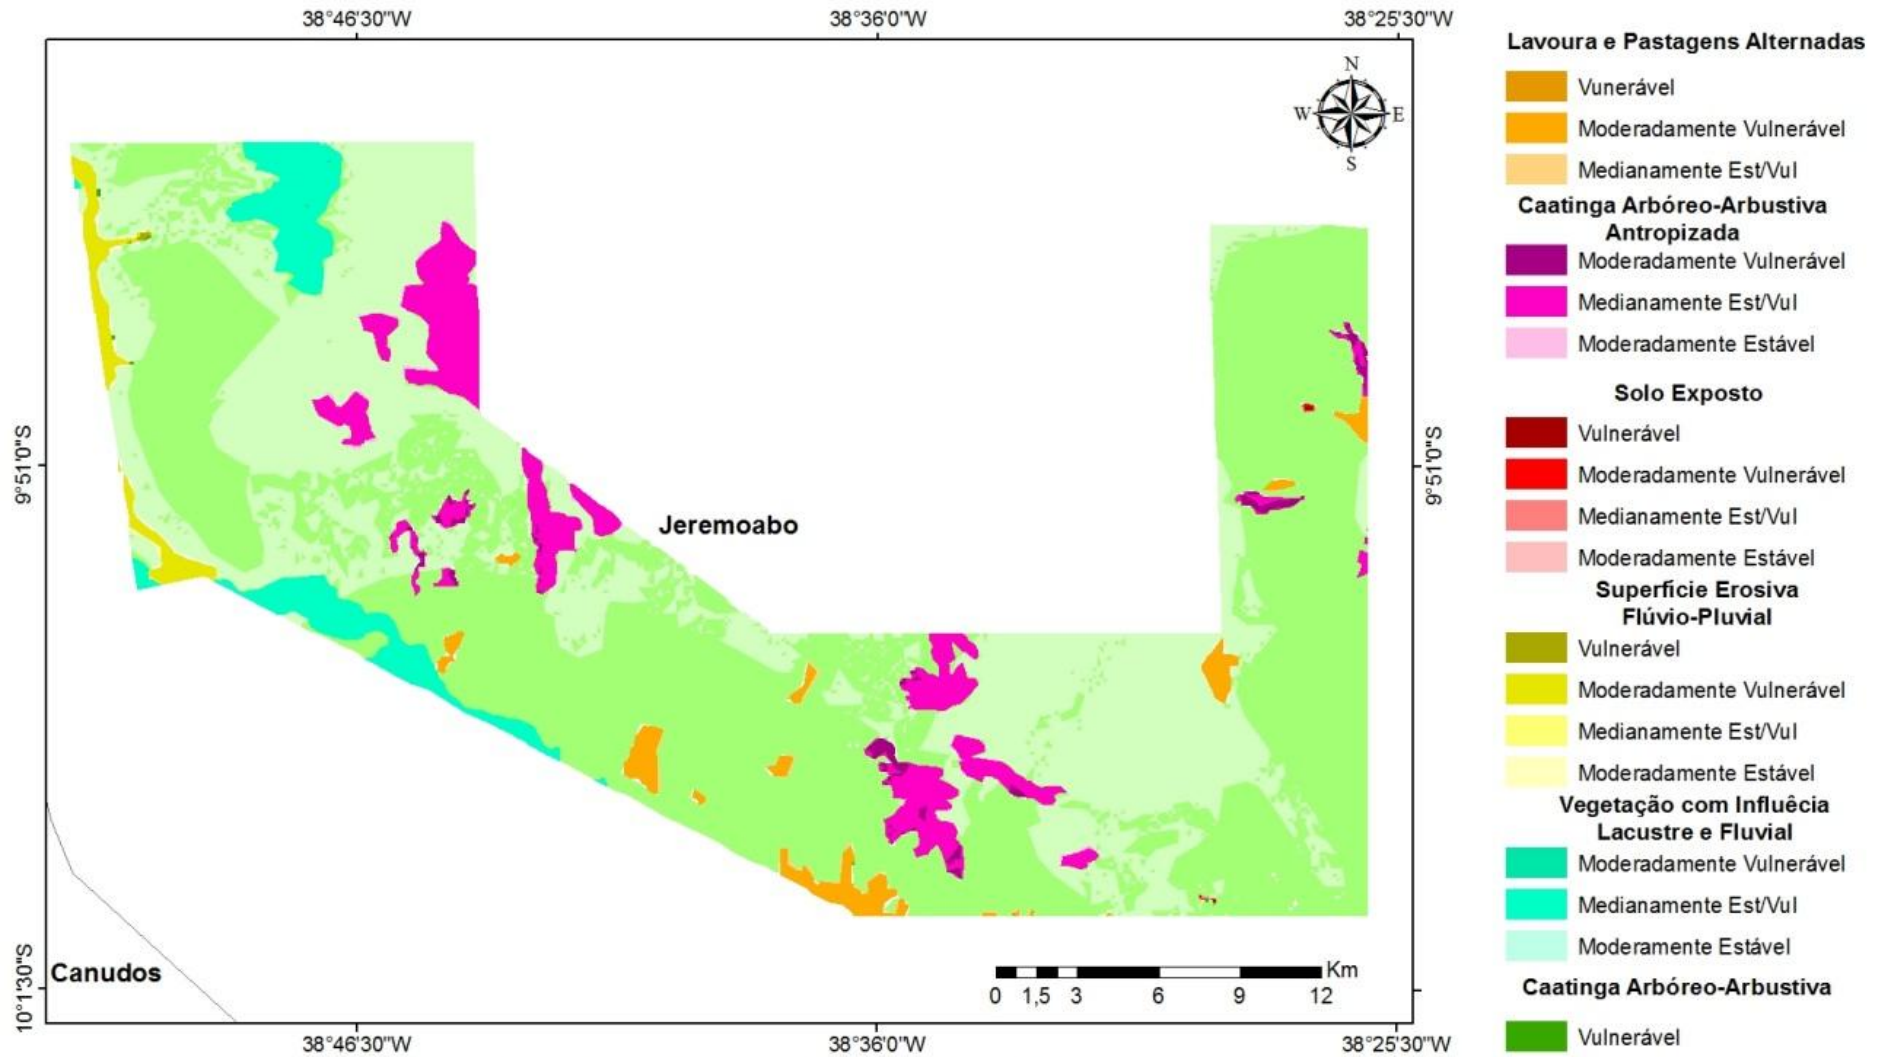 38°46'30"W
38°36'0"W
38°25'30"W
N
W
E
S
9°51'0"S
9°51'0"S
Jeremoabo
Canudos
10°1'30"S
Km
0 1,5 3 6 9 12
38°46'30"W
38°36'0"W
38°25'30"W
Lavoura e Pastagens Alternadas
Vunerável
Moderadamente Vulnerável
Medianamente Est/Vul
Caatinga Arbóreo-Arbustiva
Antropizada
Moderadamente Vulnerável
Medianamente Est/Vul
Moderadamente Estável
Solo Exposto
Vulnerável
Moderadamente Vulnerável
Medianamente Est/Vul
Moderadamente Estável
Superficie Erosiva
Flúvio-Pluvial
Vulnerável
Moderadamente Vulnerável
Medianamente Est/Vul
Moderadamente Estável
Vegetação com Influêcia
Lacustre e Fluvial
Moderadamente Vulnerável
Medianamente Est/Vul
Moderamente Estável
Caatinga Arbóreo-Arbustiva
Vulnerável